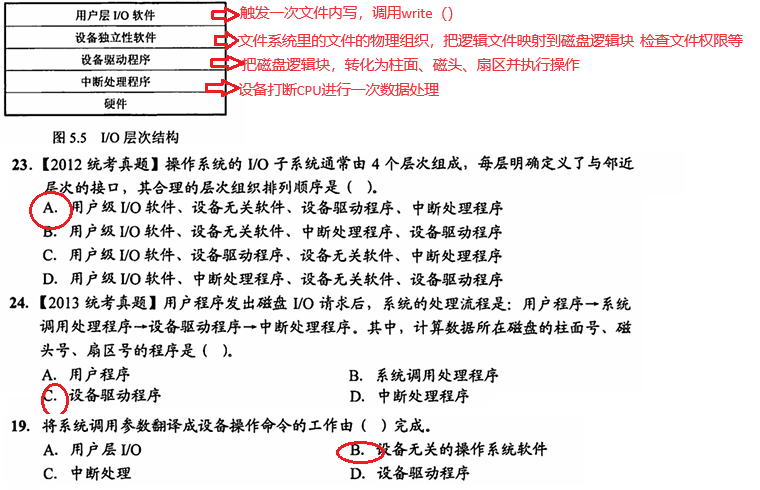 用户层 I/O 软件
触发一次文件内写，调用write（）
设备独立性软件
文件系统里的文件的物理组织，把逻辑文件映射到磁盘逻辑块 检查文件权限等
设备驱动程序
把磁盘逻辑块，转化为柱面、磁头、扇区并执行操作
中断处理程序
设备打断CPU进行一次数据处理
硬件
图 5.5 I/O 层次结构
23.【2012 统考真题】操作系统的 I/O 子系统通常由 4 个层次组成，每层明确定义了与邻近
层次的接口，其合理的层次组织排列顺序是（ ）。
A. 用户级 I/O 软件、设备无关软件、设备驱动程序、中断处理程序
B. 用户级 I/O 软件、设备无关软件、中断处理程序、设备驱动程序
C. 用户级 I/O 软件、设备驱动程序、设备无关软件、中断处理程序
D. 用户级 I/O 软件、中断处理程序、设备无关软件、设备驱动程序
24.【2013 统考真题】用户程序发出磁盘 I/O 请求后，系统的处理流程是：用户程序→系统
调用处理程序→设备驱动程序→中断处理程序。其中，计算数据所在磁盘的柱面号、磁
头号、扇区号的程序是（ ）。
A. 用户程序 B. 系统调用处理程序
C. 设备驱动程序 D. 中断处理程序
19. 将系统调用参数翻译成设备操作命令的工作由（ ）完成。
A. 用户层 I/O B. 设备无关的操作系统软件
C. 中断处理 D. 设备驱动程序